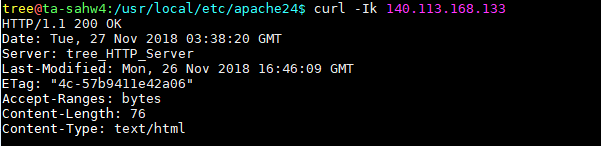 tree@ta-sahw4:/usr/local/etc/apache24$ curl -Ik 140.113.168.133
HTTP/1.1 200 OK
Date: Tue, 27 Nov 2018 03:38:20 GMT
Server: tree_HTTP_Server
Last-Modified: Mon, 26 Nov 2018 16:46:09 GMT
ETag: "4c-57b9411e42a06"
Accept-Ranges: bytes
Content-Length: 76
Content-Type: text/html